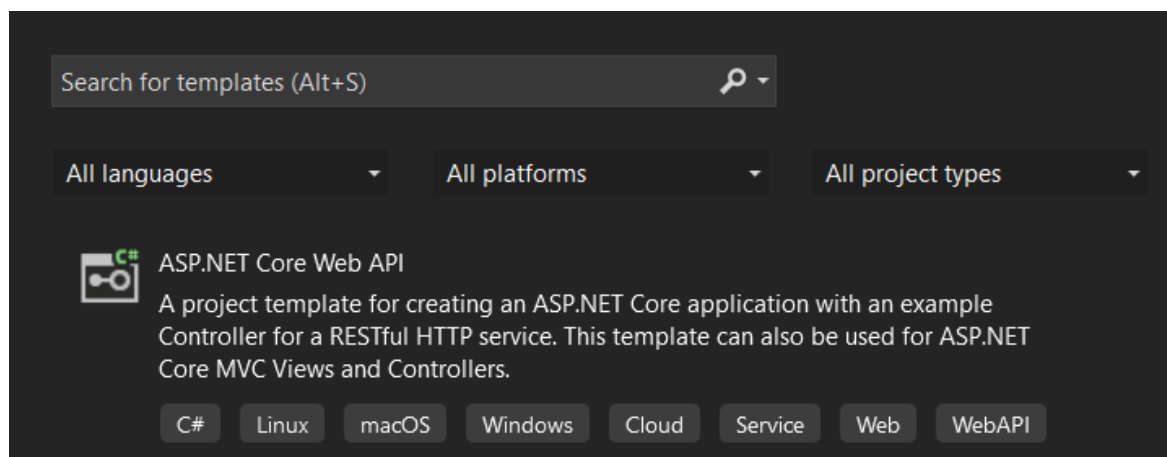 Search for templates (Alt+S)
All languages
All platforms
All project types
C#
ASP.NET Core Web API
A project template for creating an ASP.NET Core application with an example
Controller for a RESTful HTTP service. This template can also be used for ASP.NET
Core MVC Views and Controllers.
C# Linux macOS Windows Cloud Service Web WebAPI